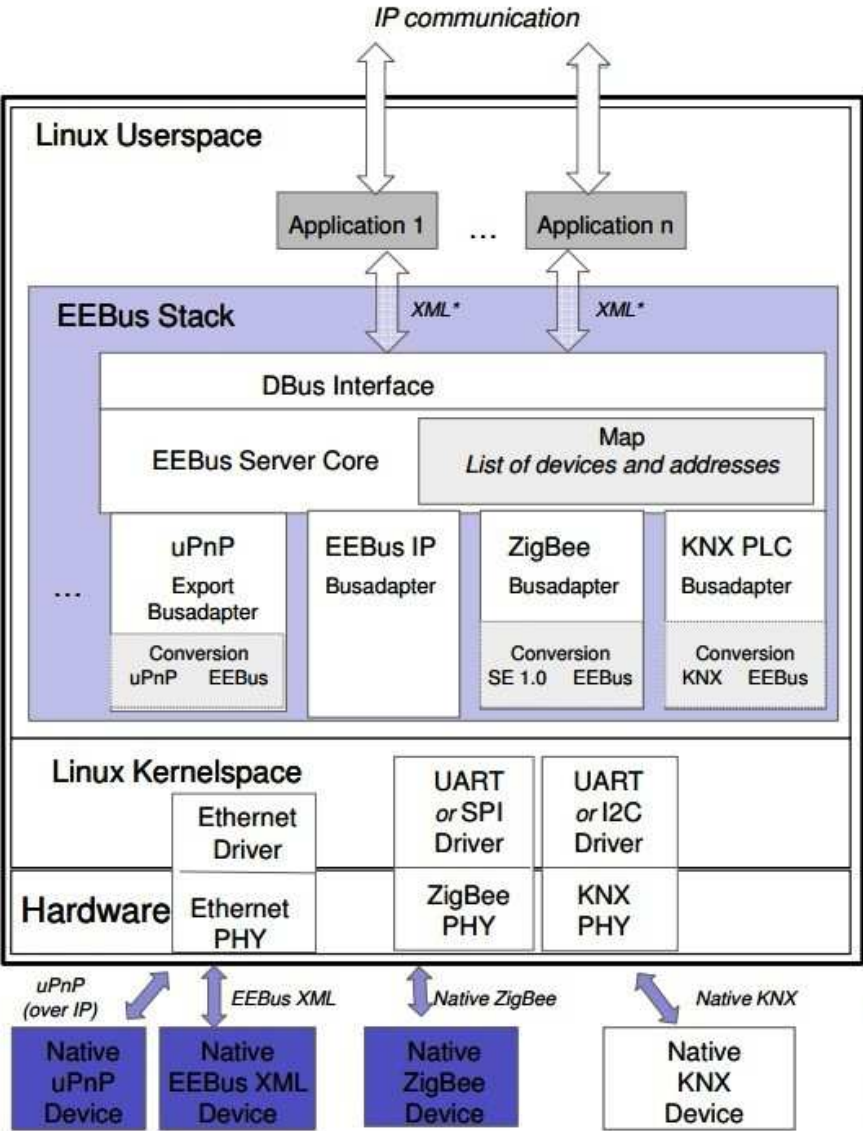 IP communication
Linux Userspace
Application 1
...
Application n
EEBus Stack
XML*
XML*
DBus Interface
EEBus Server Core
Map
List of devices and addresses
...
uPnP
Export
Busadapter
Conversion
uPnP EEBus
EEBus IP
Busadapter
ZigBee
Busadapter
Conversion
SE 1.0 EEBus
KNX PLC
Busadapter
Conversion
KNX EEBus
Linux Kernelspace
Ethernet
Driver
UART
or SPI
Driver
UART
or I2C
Driver
Hardware
Ethernet
PHY
ZigBee
PHY
KNX
PHY
uPnP
(over IP)
EEBus XML
Native ZigBee
Native KNX
Native
uPnP
Device
Native
EEBus XML
Device
Native
ZigBee
Device
Native
KNX
Device